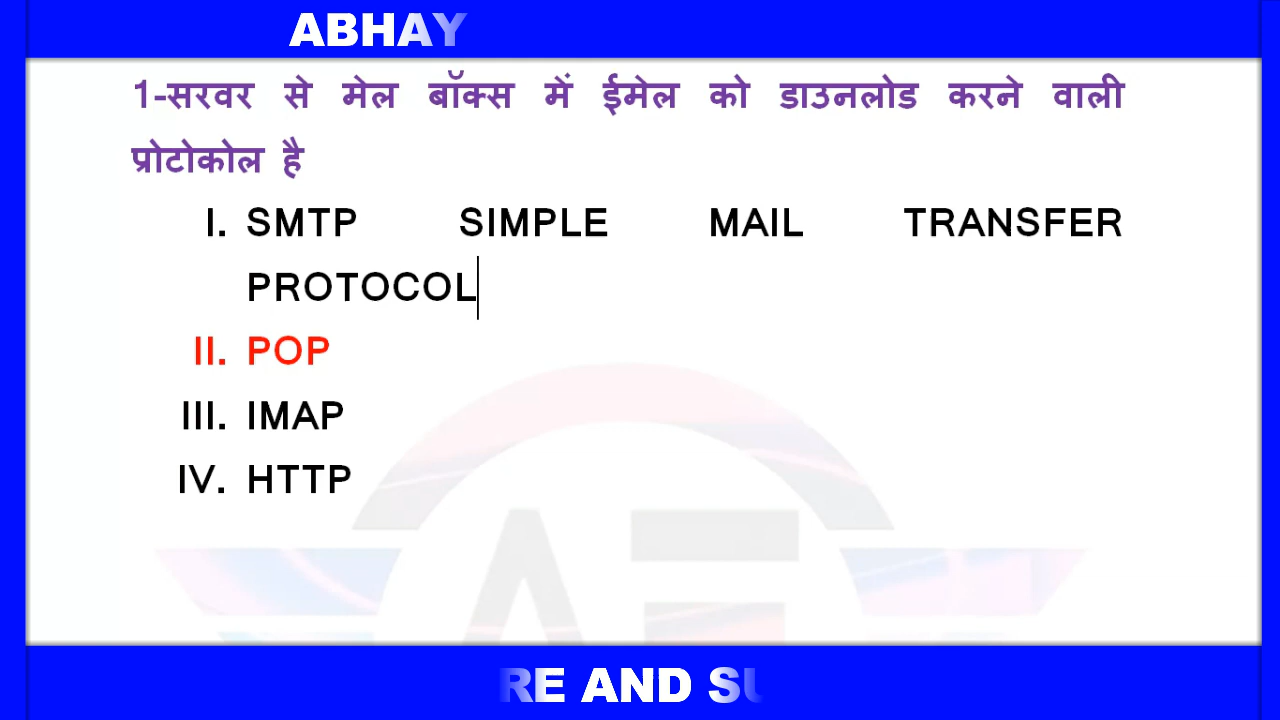 ABHAY
1-सरवर से मेल बॉक्स में ईमेल को डाउनलोड करने वाली
प्रोटोकोल है
I. SMTP SIMPLE MAIL TRANSFER
PROTOCOL
II. POP
III. IMAP
IV. HTTP
RE AND SU